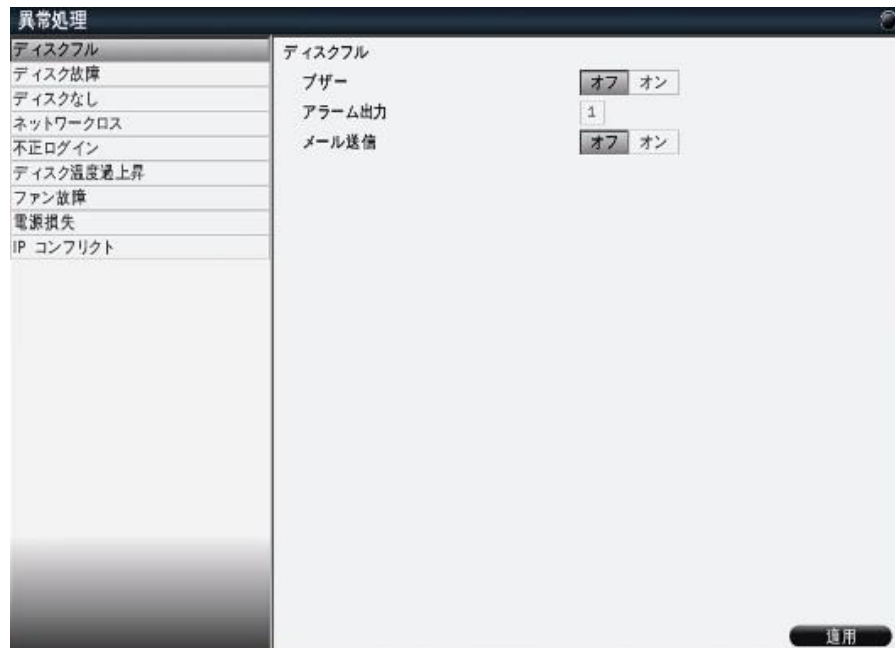 異常処理
ディスクフル
ディスク故障
ディスクなし
ネットワークロス
不正ログイン
ディスク温度過上昇
ファン故障
電源損失
IP コンフリクト
ディスクフル
ブザー オフ オン
アラーム出力 1
メール送信 オフ オン
適用